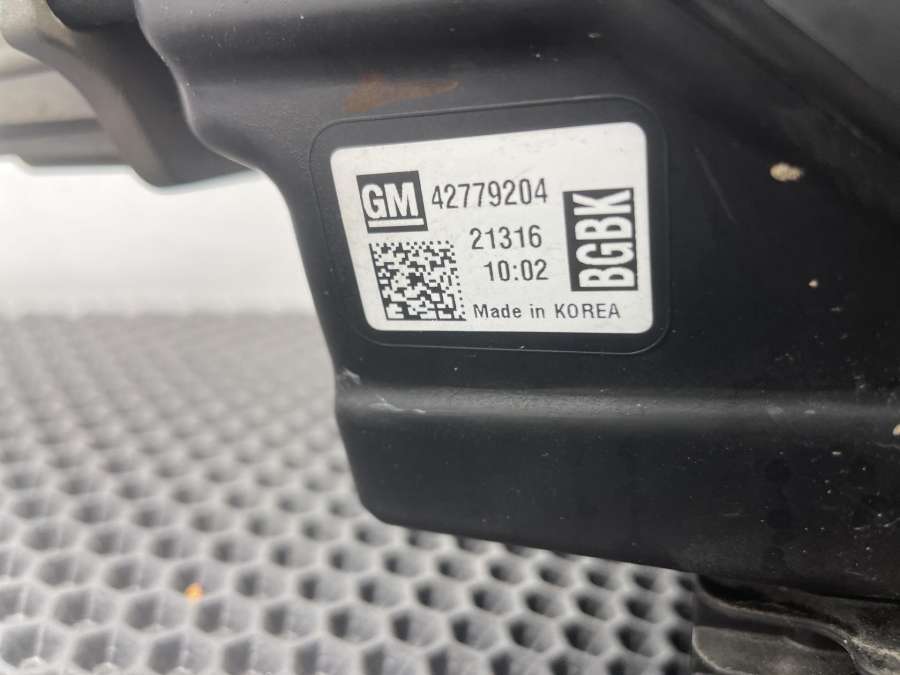 GM 42779204
21316
10:02
BGBK
Made in KOREA